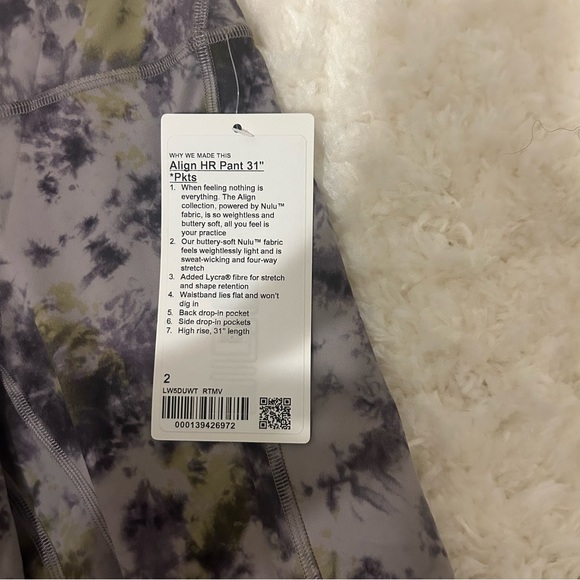 WHY WE MADE THIS
Align HR Pant 31"
*Pkts
1. When feeling nothing is
everything. The Align
collection, powered by Nulu™
fabric, is so weightless and
buttery soft, all you feel is
your practice
2. Our buttery-soft Nulu™ fabric
feels weightlessly light and is
sweat-wicking and four-way
stretch
3. Added Lycra® fibre for stretch
and shape retention
4. Waistband lies flat and won't
dig in
5. Back drop-in pocket
6. Side drop-in pockets
7. High rise, 31" length
2
LW5DUWT RTMV
000139426972